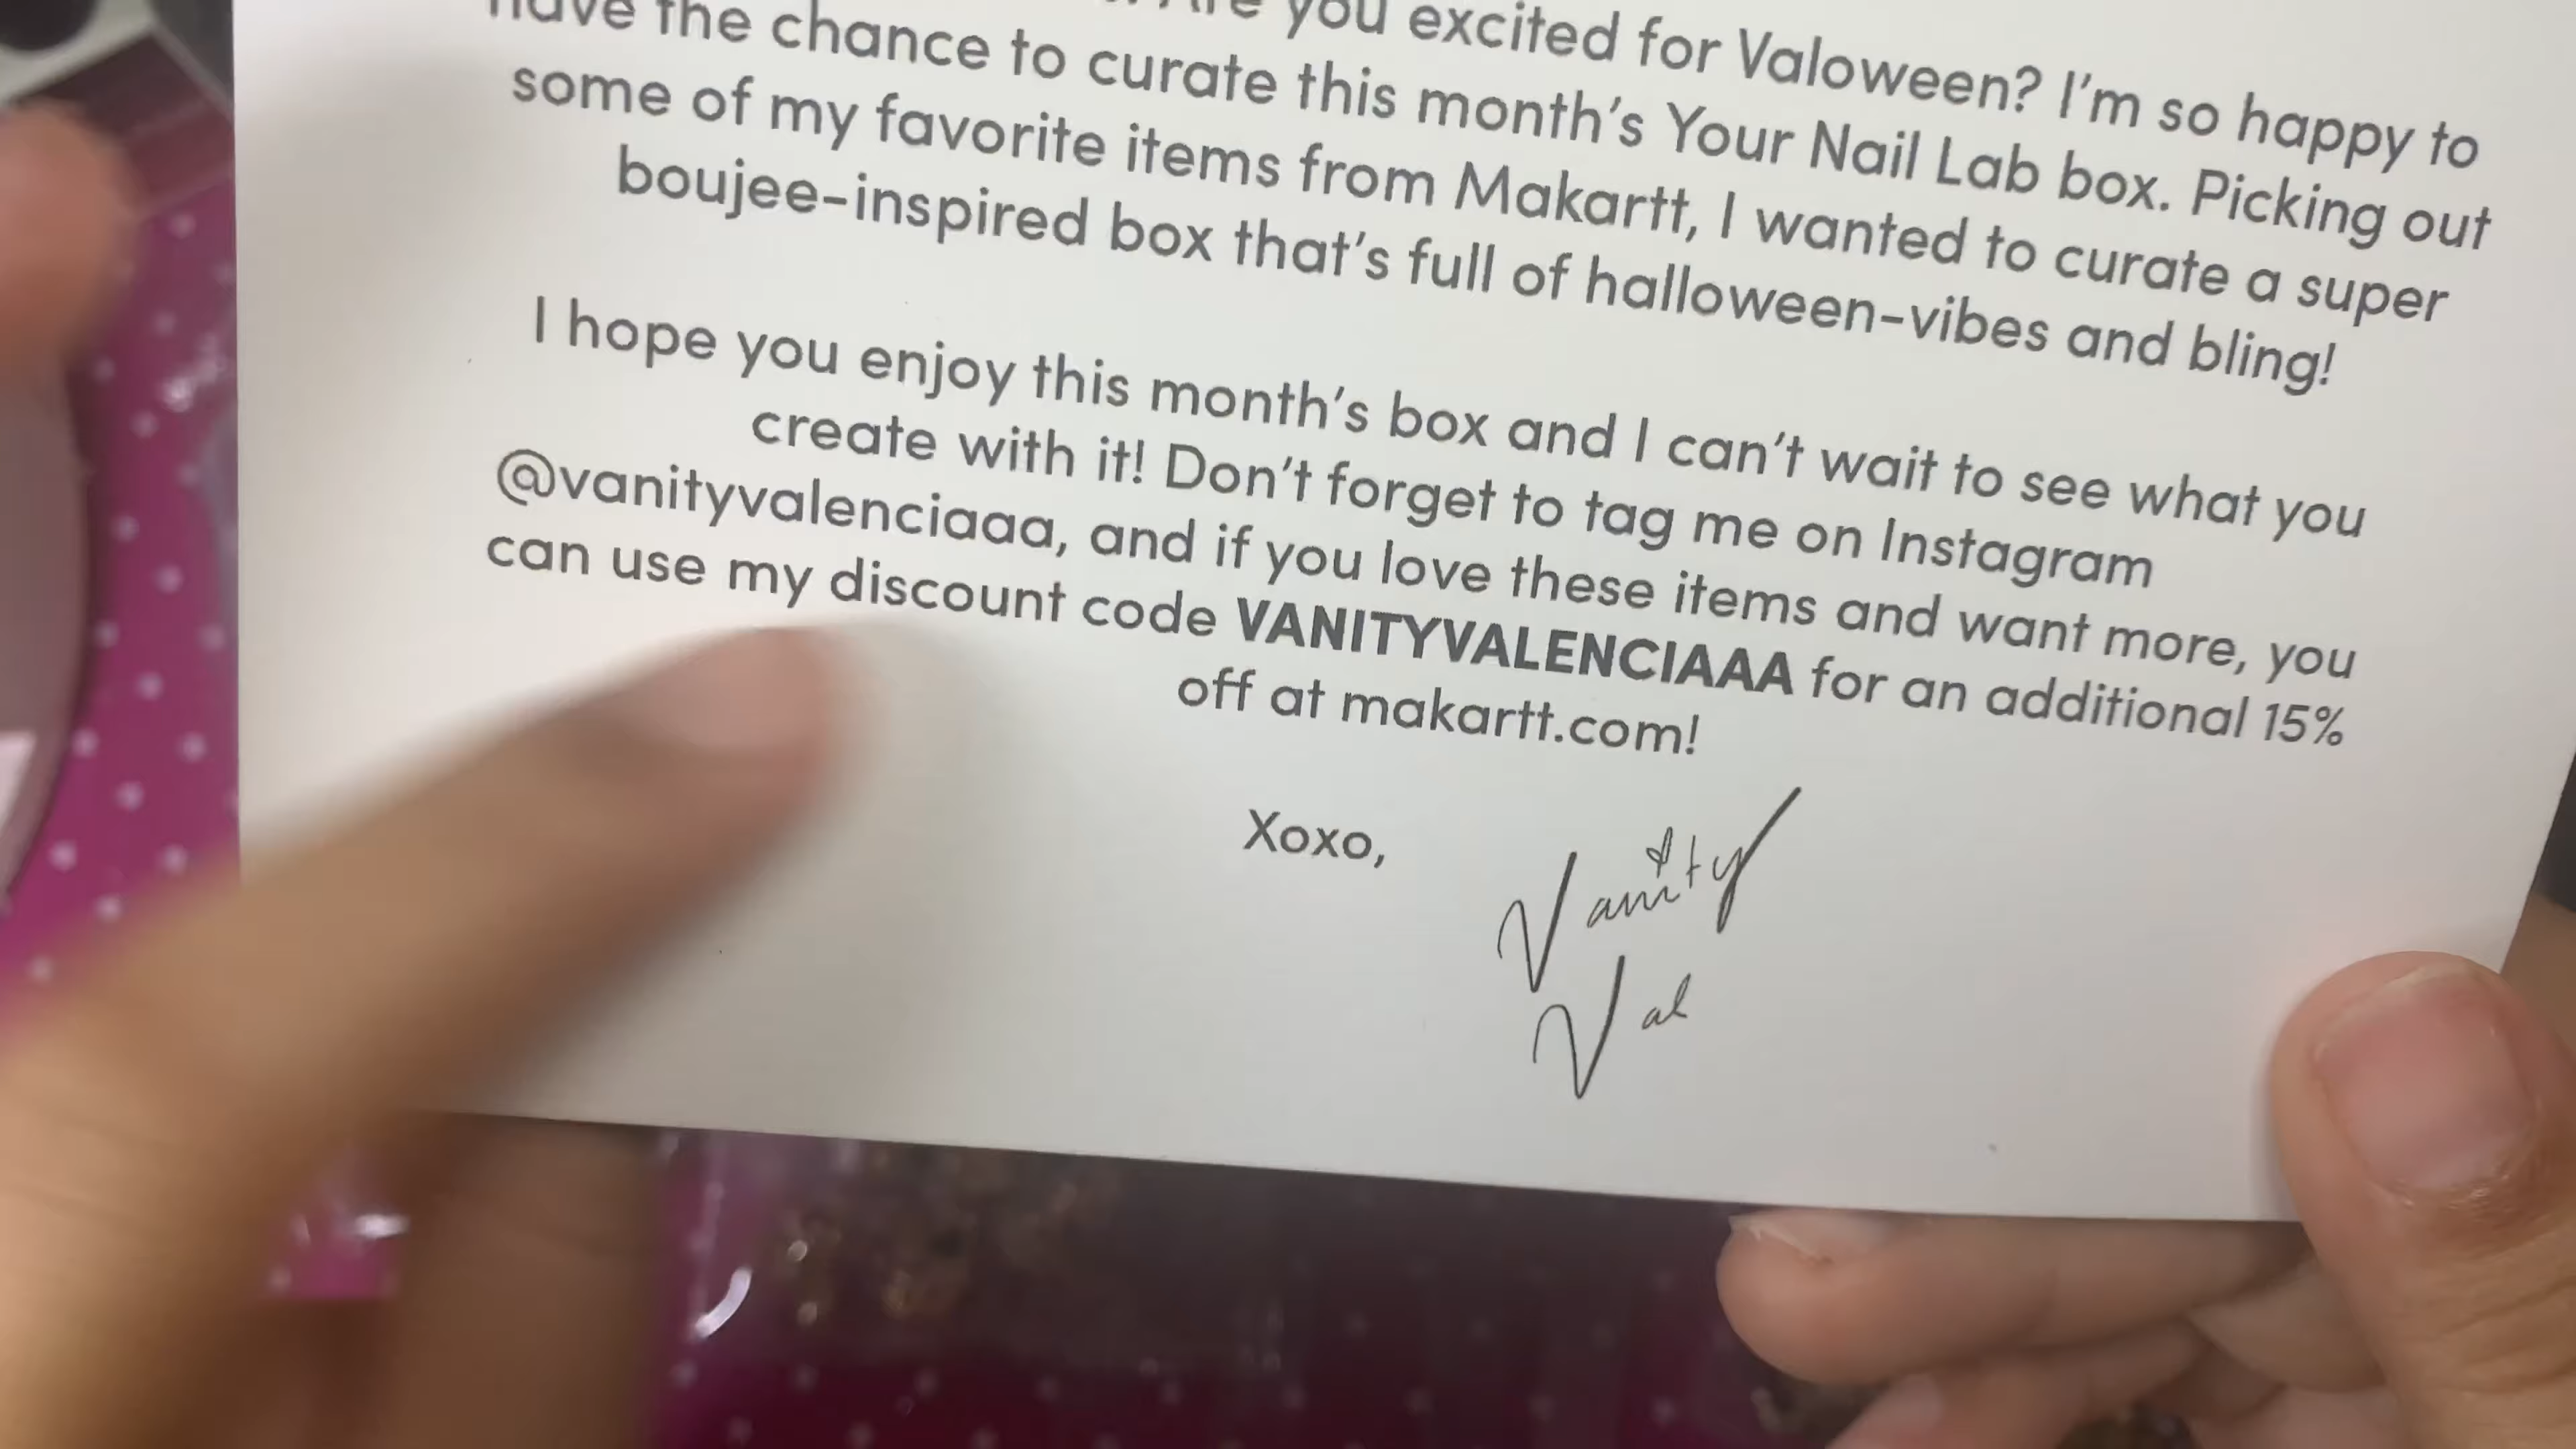 you excited for Valoween? I'm so happy to
have the chance to curate this month's Your Nail Lab box. Picking out
some of my favorite items from Makartt, I wanted to curate a super
boujee-inspired box that's full of halloween-vibes and bling!
I hope you enjoy this month's box and I can't wait to see what you
create with it! Don't forget to tag me on Instagram
@vanityvalenciaaa, and if you love these items and want more, you
can use my discount code VANITYVALENCIAAA for an additional 15%
off at makartt.com!
Xoxo,
Vanity
Val